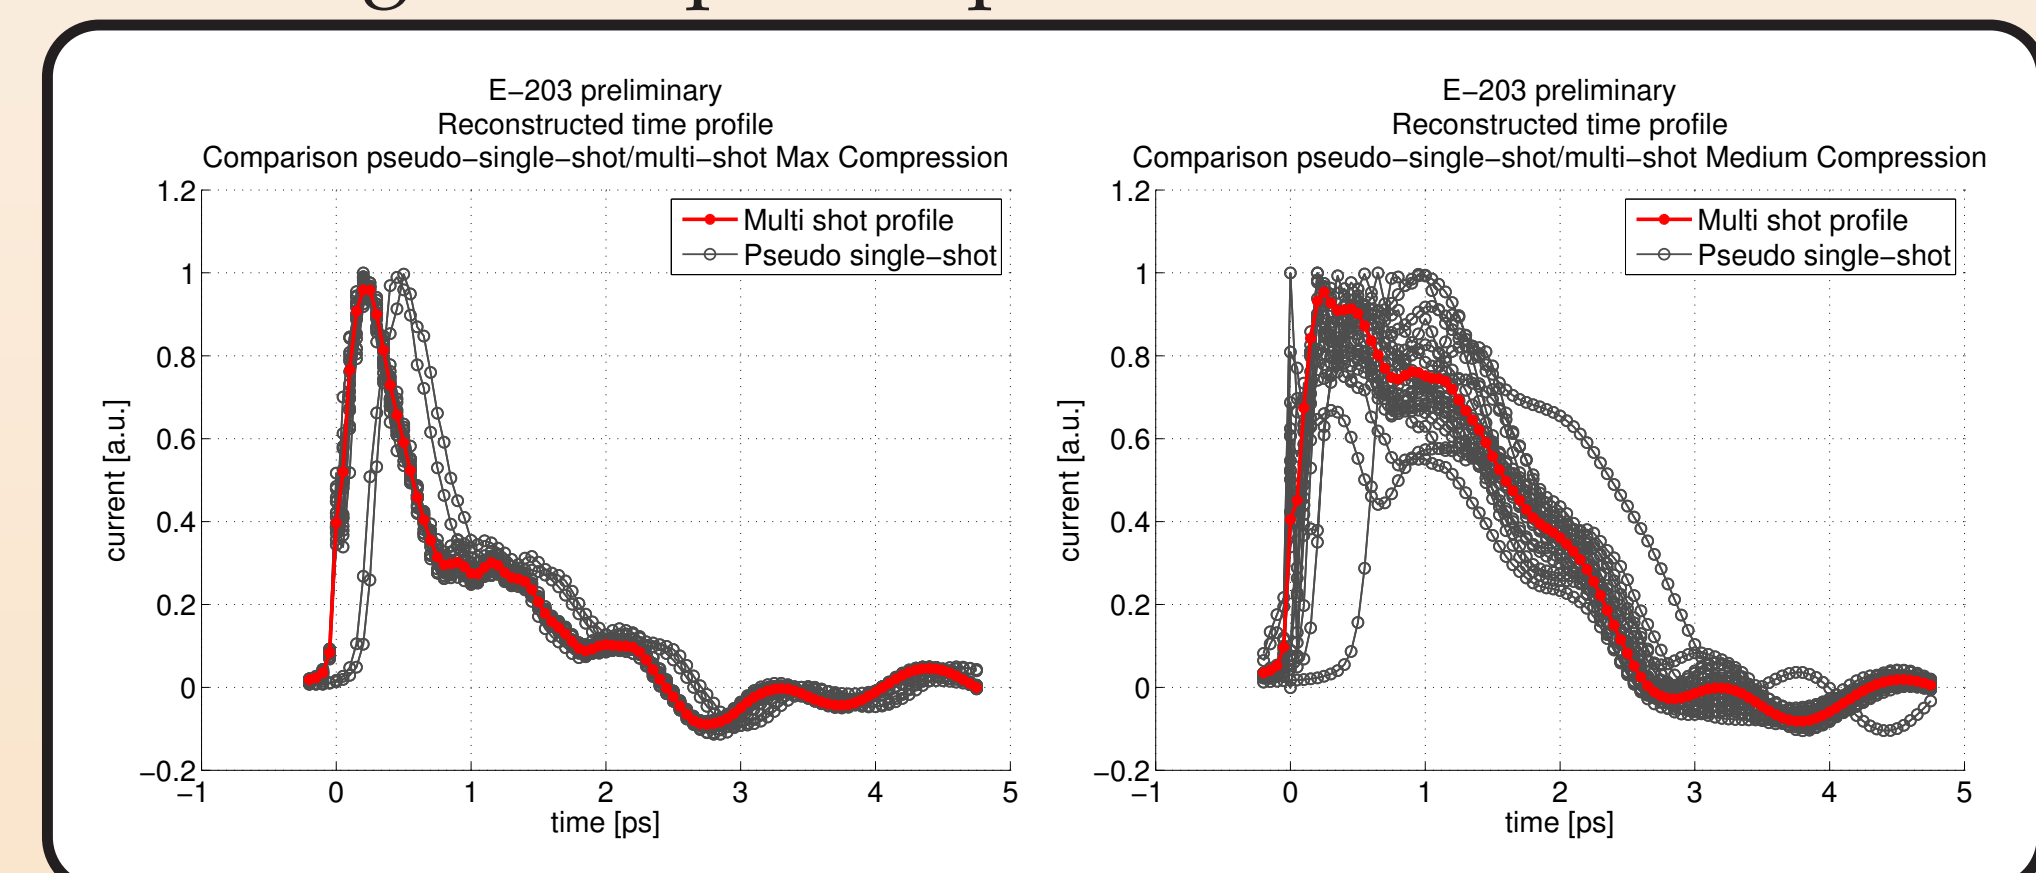 E−203 preliminary
Reconstructed time profile
Comparison pseudo−single−shot/multi−shot Max Compression
1.2
1
0.8
0.6
0.4
0.2
0
−0.2
current [a.u.]
Multi shot profile
Pseudo single−shot
−1 0 1 2 3 4 5
time [ps]
E−203 preliminary
Reconstructed time profile
Comparison pseudo−single−shot/multi−shot Medium Compression
1.2
1
0.8
0.6
0.4
0.2
0
−0.2
current [a.u.]
Multi shot profile
Pseudo single−shot
−1 0 1 2 3 4 5
time [ps]